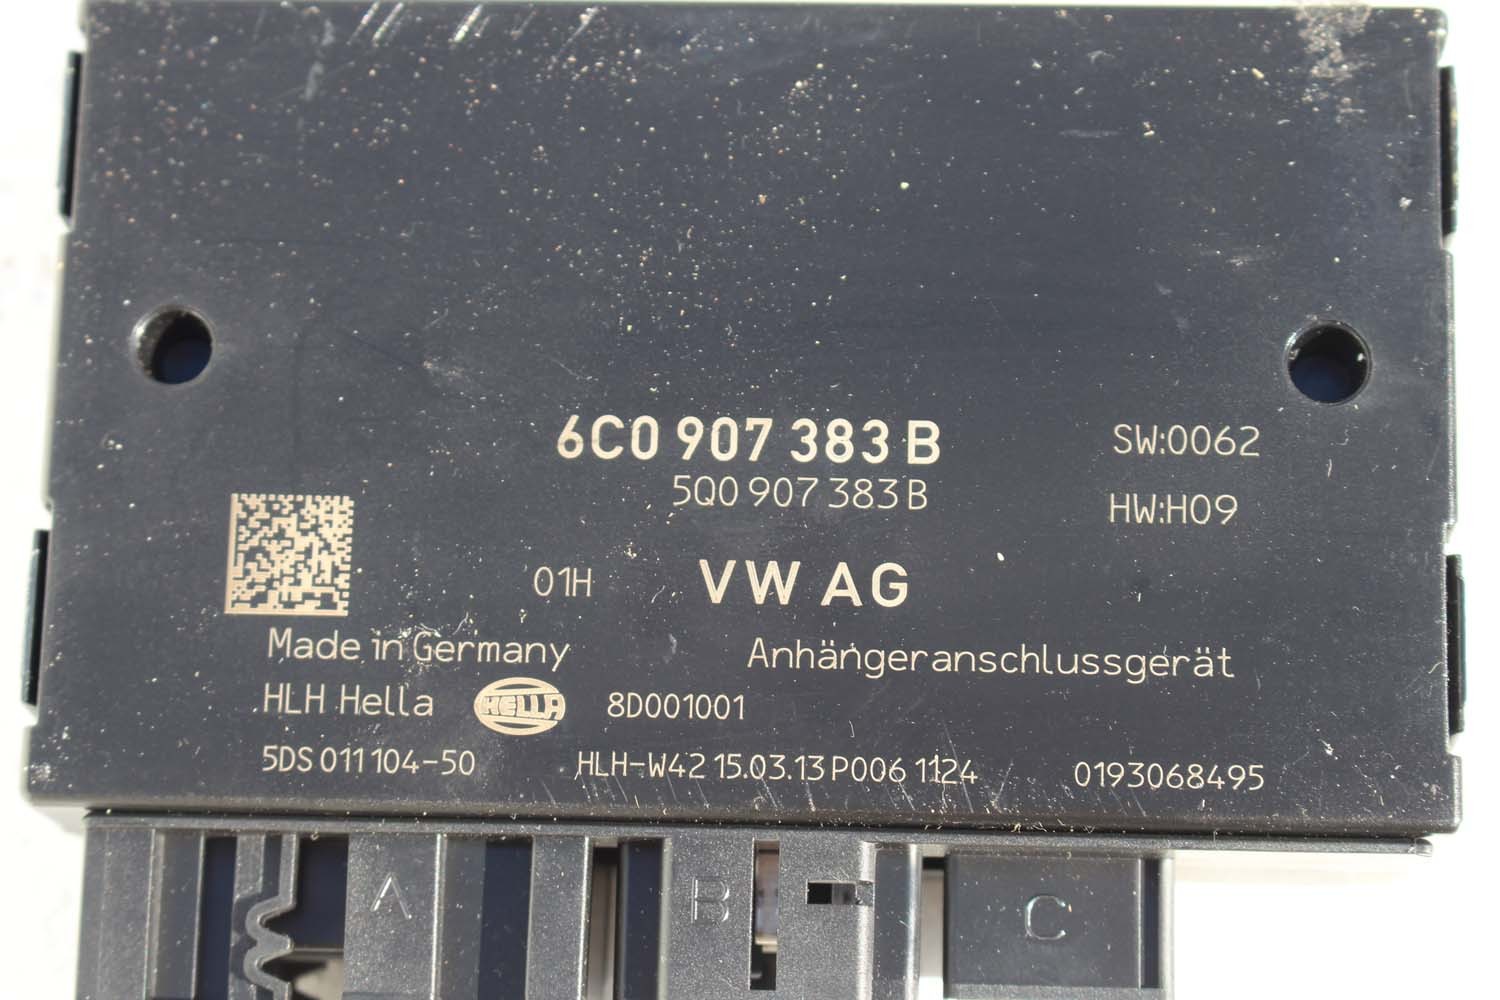 6C0 907 383 B SW:0062
5Q0 907 383 B HW:H09
01H VW AG
Made in Germany Anhängeranschlussgerät
HLH Hella HELLA 8D001001
5DS 011 104-50 HLH-W42 15.03.13 P006 1124 0193068495
A B C